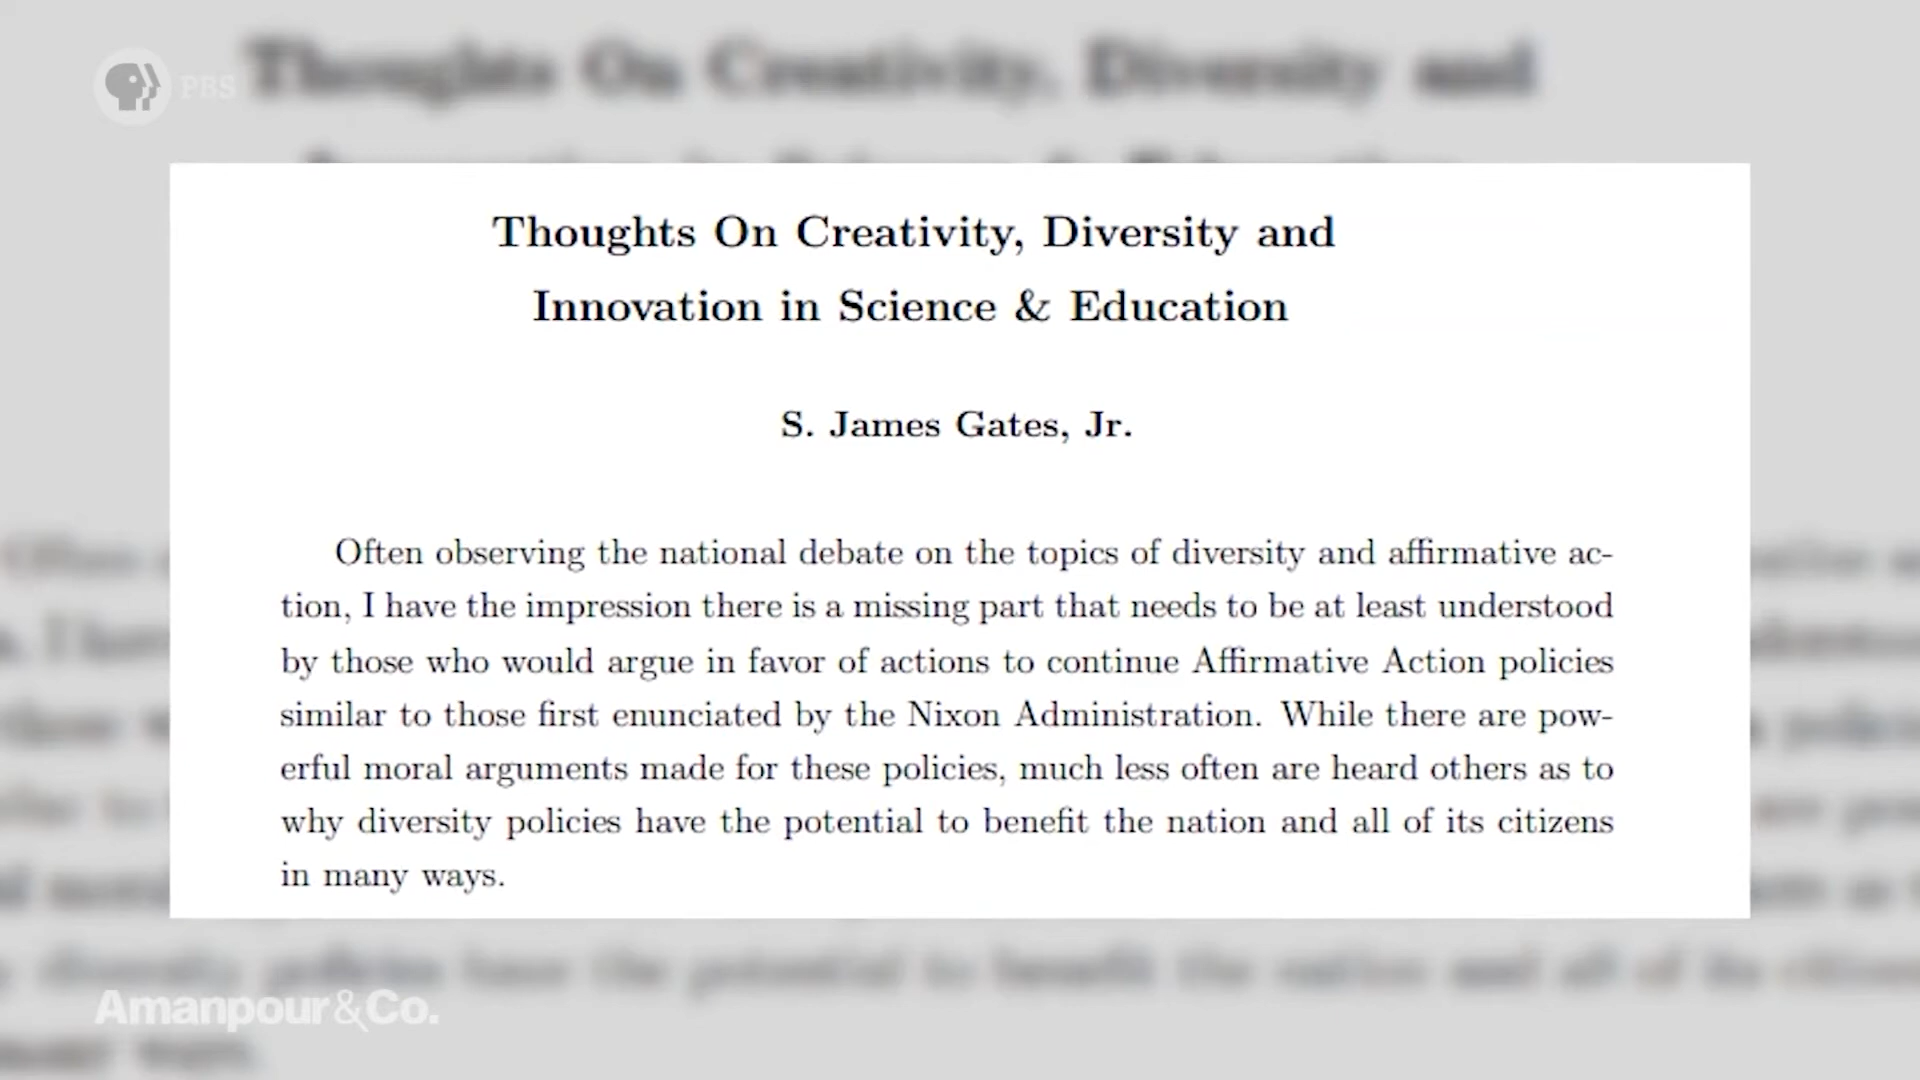 PBS
Thoughts On Creativity, Diversity and
Thoughts On Creativity, Diversity and
Innovation in Science & Education
S. James Gates, Jr.
Often observing the national debate on the topics of diversity and affirmative ac-
tion, I have the impression there is a missing part that needs to be at least understood
by those who would argue in favor of actions to continue Affirmative Action policies
similar to those first enunciated by the Nixon Administration. While there are pow-
erful moral arguments made for these policies, much less often are heard others as to
why diversity policies have the potential to benefit the nation and all of its citizens
in many ways.
Amanpour&Co.